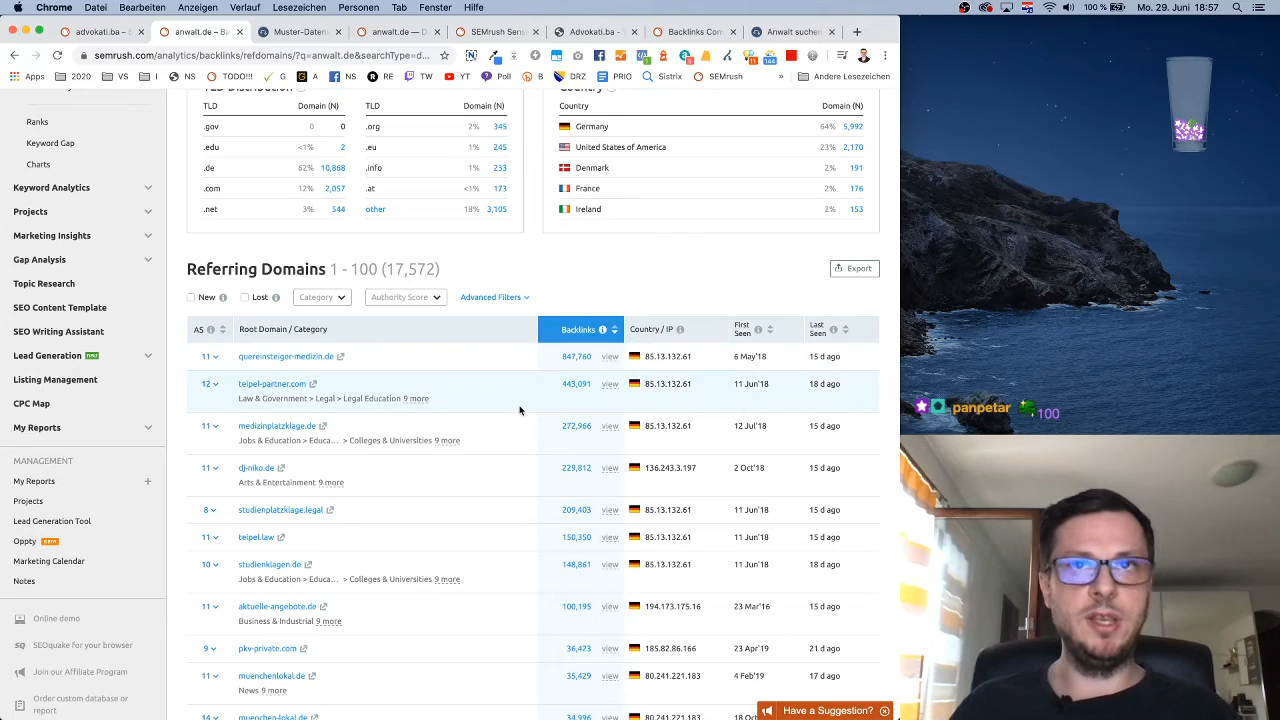 Chrome Datei Bearbeiten Anzeigen Verlauf Lesezeichen Personen Tab Fenster Hilfe
100 % Mo. 29. Juni 18:57
advokati.ba - b
anwalt.de - Ba
Muster-Daten
anwalt.de — D
SEMrush Sens
Advokati.ba - V
Backlinks Com
Anwalt suchen
semrush.com/analytics/backlinks/refdomains/?q=anwalt.de&searchType=d...
Apps 2020 VS NS TODO!!! G A NS TW YT Poll B DRZ PRIO Sistrix SEMrush » Andere Lesezeichen
Ranks
Keyword Gap
Charts
Keyword Analytics
Projects
Marketing Insights
Gap Analysis
Topic Research
SEO Content Template
SEO Writing Assistant
Lead Generation
Listing Management
CPC Map
My Reports
MANAGEMENT
My Reports +
Projects
Lead Generation Tool
Oppty BETA
Marketing Calendar
Notes
Online demo
SEOquake for your browser
Join our Affiliate Program
Order custom database or
report
TLD Distribution
TLD Domain (N) TLD Domain (N)
.gov 0 0 .org 2% 345
.edu <1% 2 .eu 1% 245
.de 62% 10,868 .info 1% 233
.com 12% 2,057 .at <1% 173
.net 3% 544 other 18% 3,105
Country
Country Domain (N)
Germany 64% 5,992
United States of America 23% 2,170
Denmark 2% 191
France 2% 176
Ireland 2% 153
Referring Domains 1 - 100 (17,572)
Export
New Lost Category Authority Score Advanced Filters
AS Root Domain / Category Backlinks Country / IP First Seen Last Seen
11 quereinsteiger-medizin.de 847,760 view 85.13.132.61 6 May'18 15 d ago
12 teipel-partner.com 443,091 view 85.13.132.61 11 Jun'18 18 d ago
Law & Government > Legal > Legal Education 9 more
11 medizinplatzklage.de 272,966 view 85.13.132.61 12 Jul'18 15 d ago
Jobs & Education > Educa... > Colleges & Universities 9 more
11 dj-niko.de 229,812 view 136.243.3.197 2 Oct'18 15 d ago
Arts & Entertainment 9 more
8 studienplatzklage.legal 209,403 view 85.13.132.61 11 Jun'18 15 d ago
11 teipel.law 150,350 view 85.13.132.61 11 Jun'18 15 d ago
10 studienklagen.de 148,861 view 85.13.132.61 11 Jun'18 18 d ago
Jobs & Education > Educa... > Colleges & Universities 9 more
11 aktuelle-angebote.de 100,195 view 194.173.175.16 23 Mar'16 15 d ago
Business & Industrial 9 more
9 pkv-private.com 36,423 view 185.82.86.166 23 Apr'19 21 d ago
11 muenchenlokal.de 35,429 view 80.241.221.183 4 Feb'19 17 d ago
News 9 more
14 muenchen-lokal.de 34,996 view 80.241.221.183
Have a Suggestion?
panpetar 100